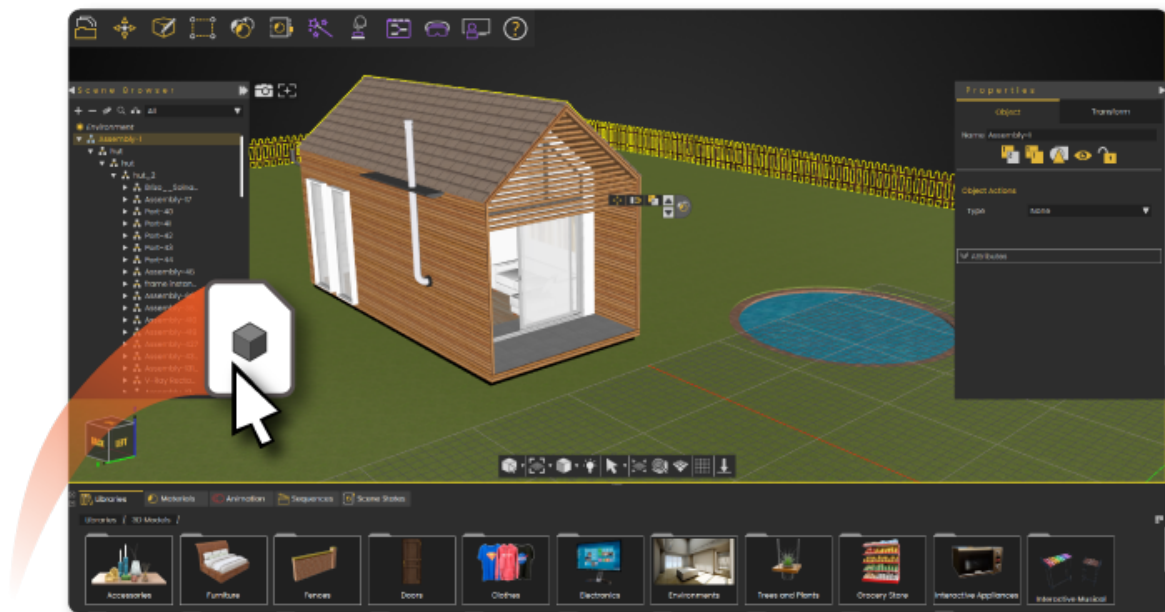 Scene Browser
All
Environment
Assembly-1
hut
hut
hut_2
Assembly-17
Part-40
Part-41
Part-42
Part-43
Part-44
Assembly-45
frame instan..
Properties
Object
Transform
Name
Assembly-1
Object Actions
Type
None
Attributes
LEFT
Libraries
Materials
Animation
Sequences
Scene States
Libraries / 3D Models /
Accessories
Furniture
Fences
Doors
Clothes
Electronics
Environments
Trees and Plants
Grocery Store
Interactive Appliances
Interactive Musical